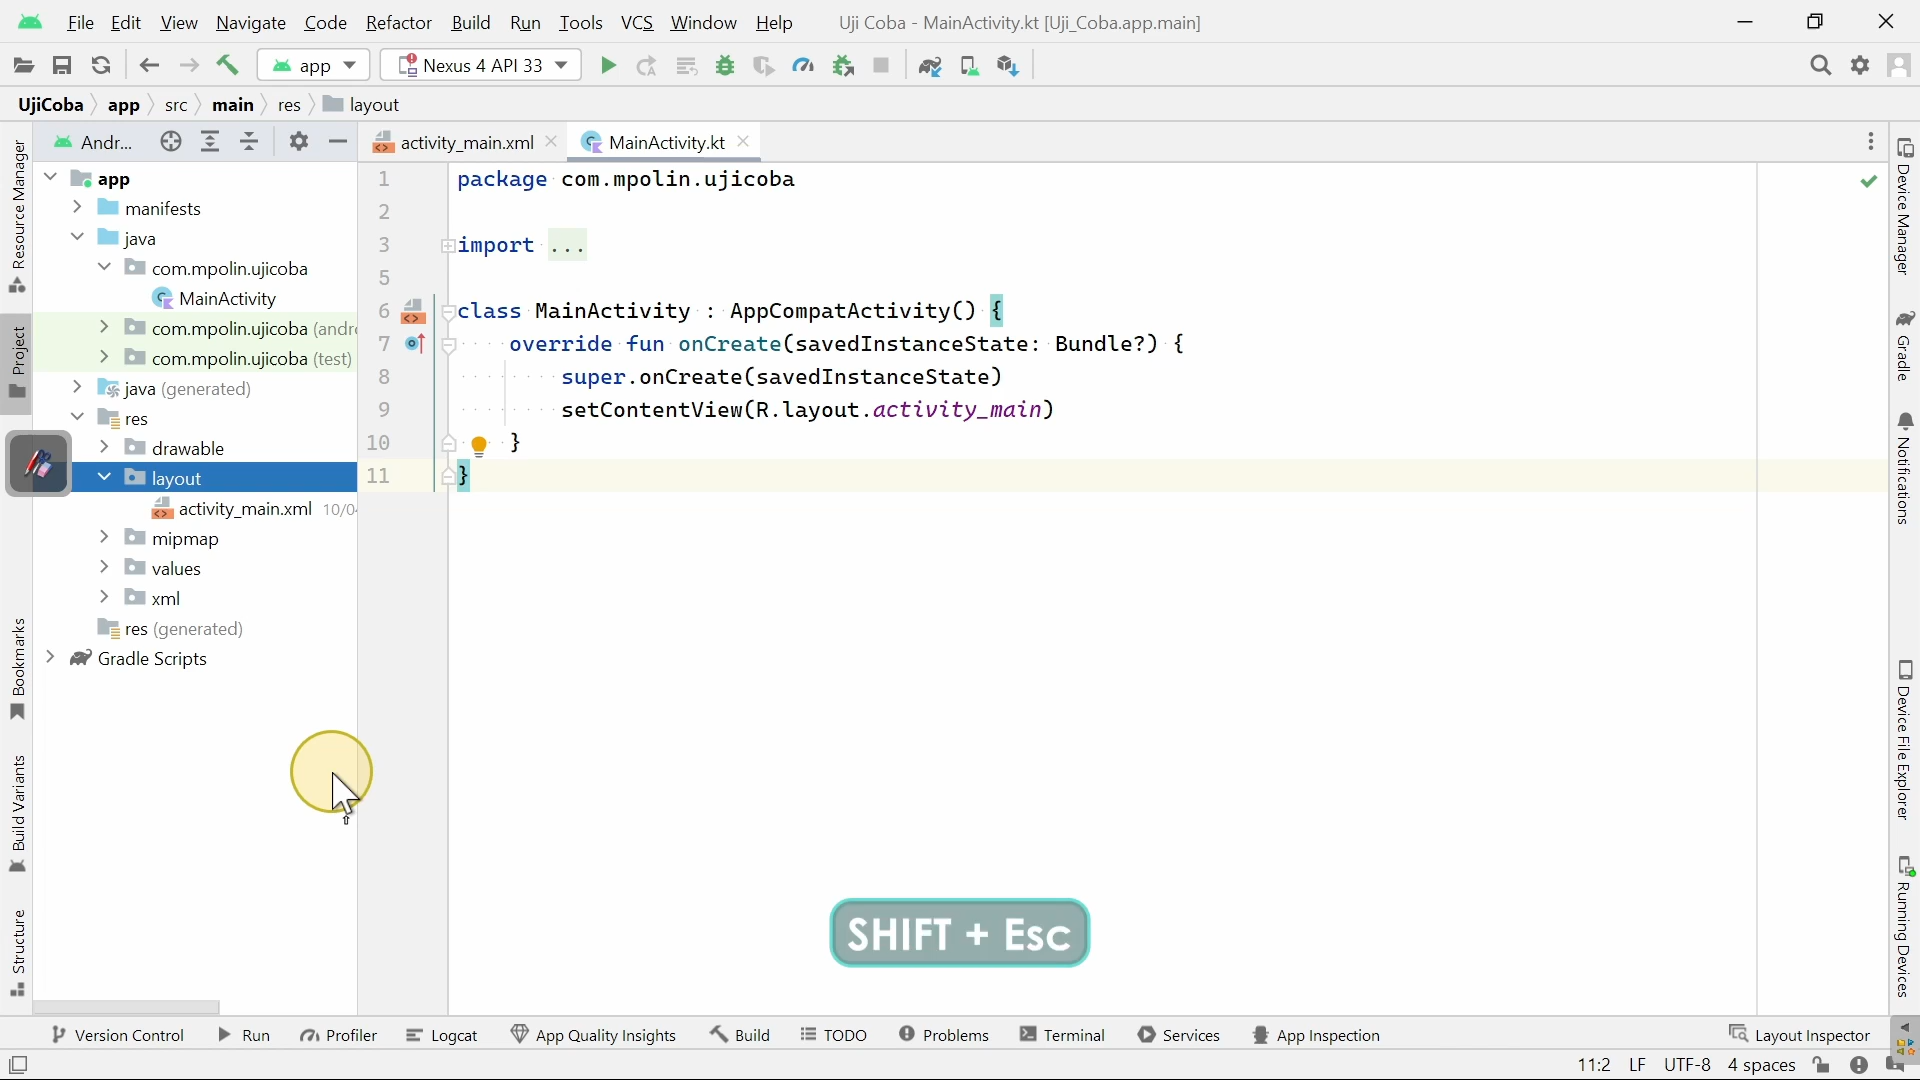 File Edit View Navigate Code Refactor Build Run Tools VCS Window Help Uji Coba - MainActivity.kt [Uji_Coba.app.main]
app Nexus 4 API 33
UjiCoba app src main res layout
Andr... activity_main.xml MainActivity.kt
Resource Manager
Project
Bookmarks
Build Variants
Structure
app
manifests
java
com.mpolin.ujicoba
MainActivity
com.mpolin.ujicoba (andr
com.mpolin.ujicoba (test)
java (generated)
res
drawable
layout
activity_main.xml 10/0
mipmap
values
xml
res (generated)
Gradle Scripts
1 package com.mpolin.ujicoba
2
3 import ...
5
6 class MainActivity : AppCompatActivity() {
7 override fun onCreate(savedInstanceState: Bundle?) {
8 super.onCreate(savedInstanceState)
9 setContentView(R.layout.activity_main)
10 }
11 }
SHIFT + Esc
Device Manager
Gradle
Notifications
Device File Explorer
Running Devices
Version Control Run Profiler Logcat App Quality Insights Build TODO Problems Terminal Services App Inspection Layout Inspector
11:2 LF UTF-8 4 spaces